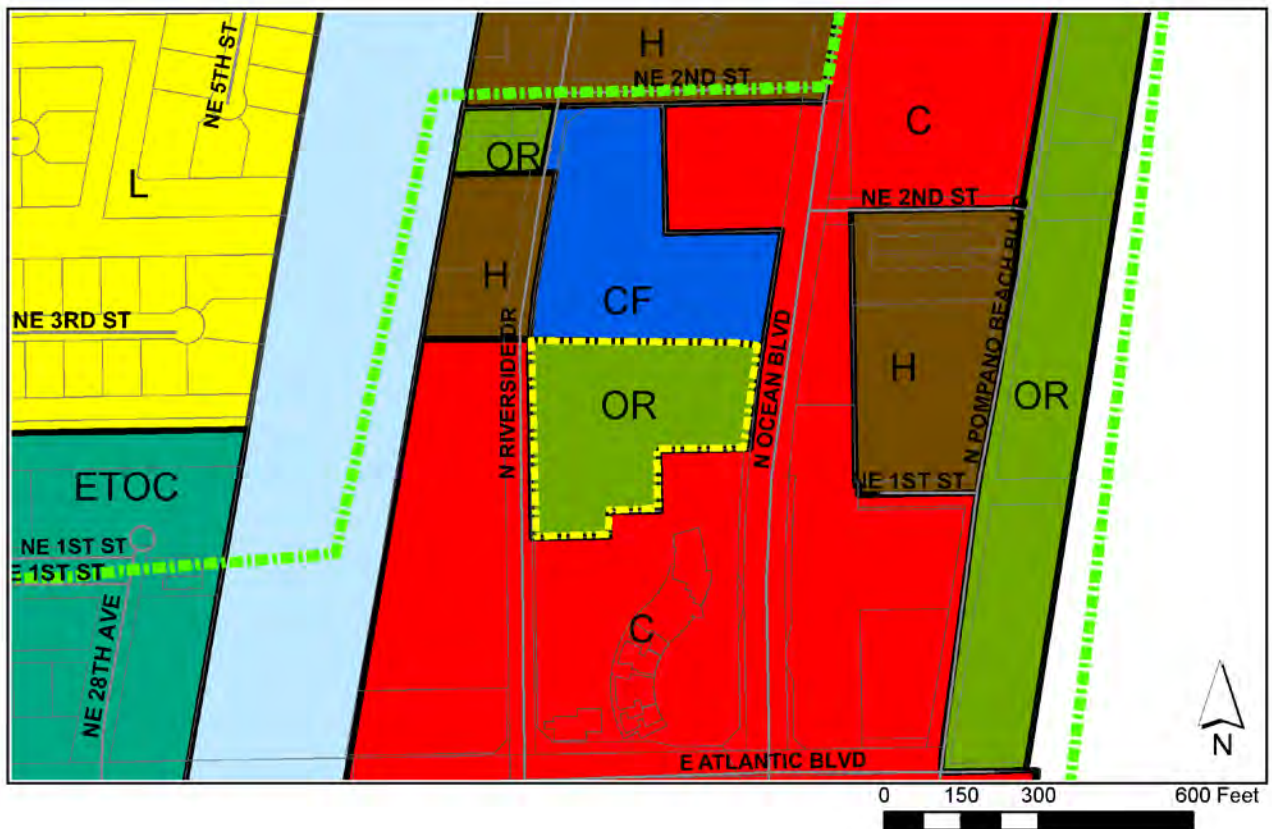 H
NE 5TH ST
NE 2ND ST
C
OR
L
NE 2ND ST
H
CF
N POMPANO BEACH BLVD
NE 3RD ST
N RIVERSIDE DR
N OCEAN BLVD
H
OR
OR
NE 1ST ST
ETOC
NE 1ST ST
E 1ST ST
NE 28TH AVE
C
E ATLANTIC BLVD
N
0 150 300 600 Feet